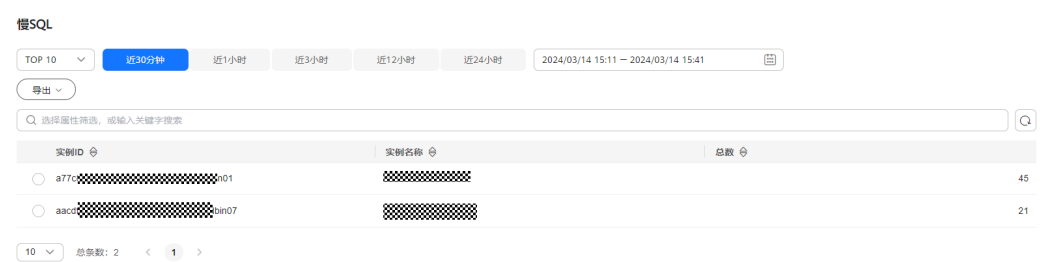 慢SQL
TOP 10 近30分钟 近1小时 近3小时 近12小时 近24小时 2024/03/14 15:11 – 2024/03/14 15:41
导出
选择属性筛选，或输入关键字搜索
实例ID 实例名称 总数
a77c n01 45
aacd bin07 21
10 总条数：2 1